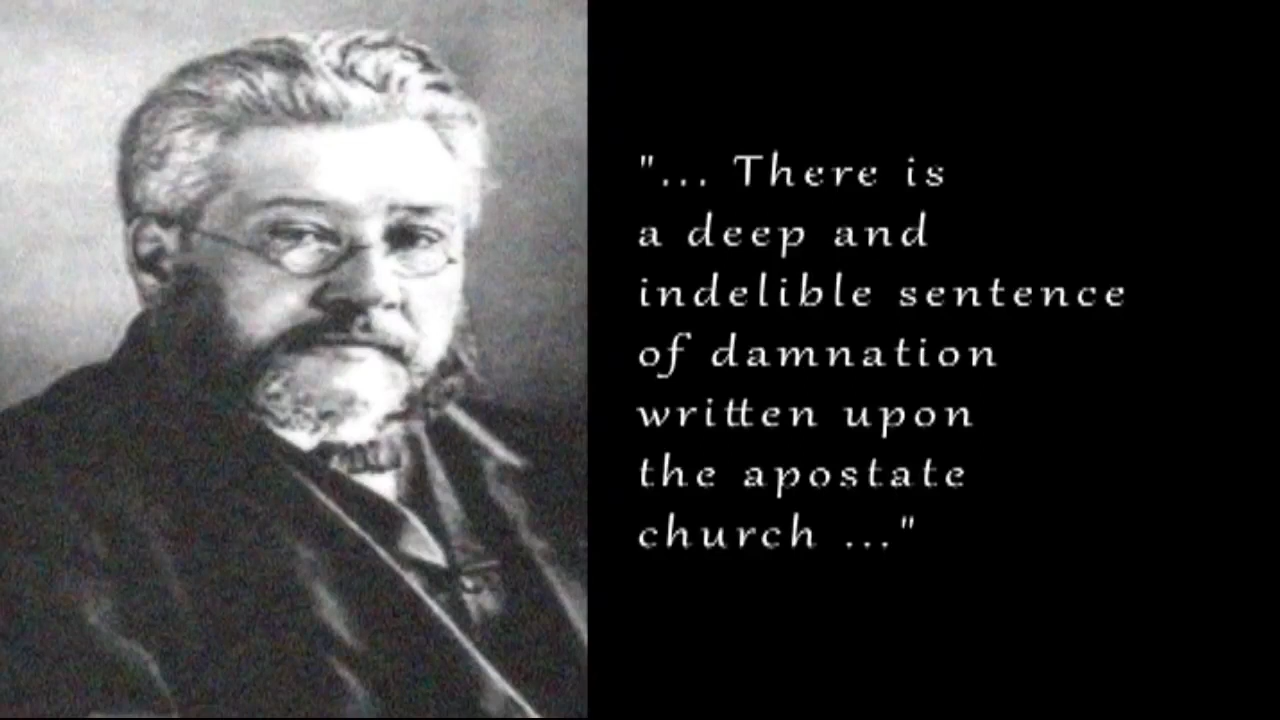 "... There is
a deep and
indelible sentence
of damnation
written upon
the apostate
church ..."